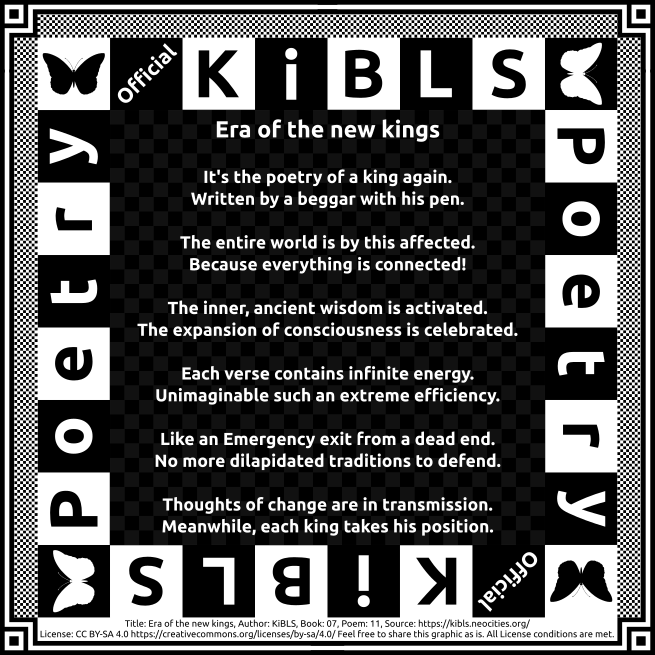 Official KiBLS
Poetry
Poetry
Era of the new kings
It's the poetry of a king again.
Written by a beggar with his pen.
The entire world is by this affected.
Because everything is connected!
The inner, ancient wisdom is activated.
The expansion of consciousness is celebrated.
Each verse contains infinite energy.
Unimaginable such an extreme efficiency.
Like an Emergency exit from a dead end.
No more dilapidated traditions to defend.
Thoughts of change are in transmission.
Meanwhile, each king takes his position.
Official KiBLS
Title: Era of the new kings, Author: KiBLS, Book: 07, Poem: 11, Source: https://kibls.neocities.org/
License: CC BY-SA 4.0 https://creativecommons.org/licenses/by-sa/4.0/ Feel free to share this graphic as is. All License conditions are met.